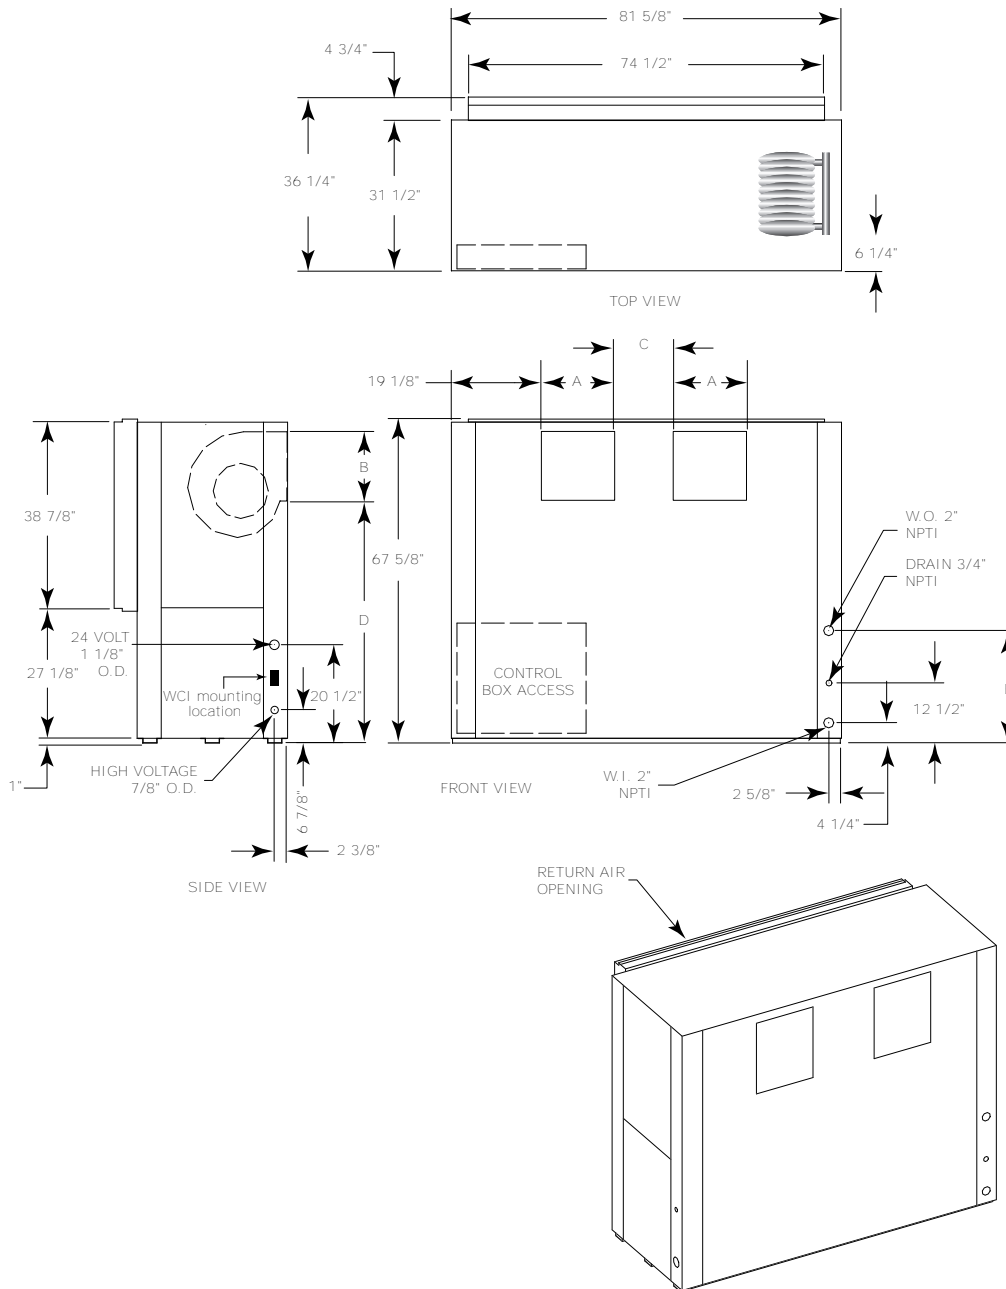 81 5/8"
4 3/4"
74 1/2"
36 1/4"
31 1/2"
6 1/4"
TOP VIEW
C
19 1/8"
A
A
B
38 7/8"
67 5/8"
W.O. 2"
NPTI
DRAIN 3/4"
NPTI
D
24 VOLT
1 1/8"
O.D.
27 1/8"
WCI mounting
location
20 1/2"
CONTROL
BOX ACCESS
12 1/2"
1"
HIGH VOLTAGE
7/8" O.D.
6 7/8"
FRONT VIEW
W.I. 2"
NPTI
2 5/8"
4 1/4"
2 3/8"
SIDE VIEW
RETURN AIR
OPENING